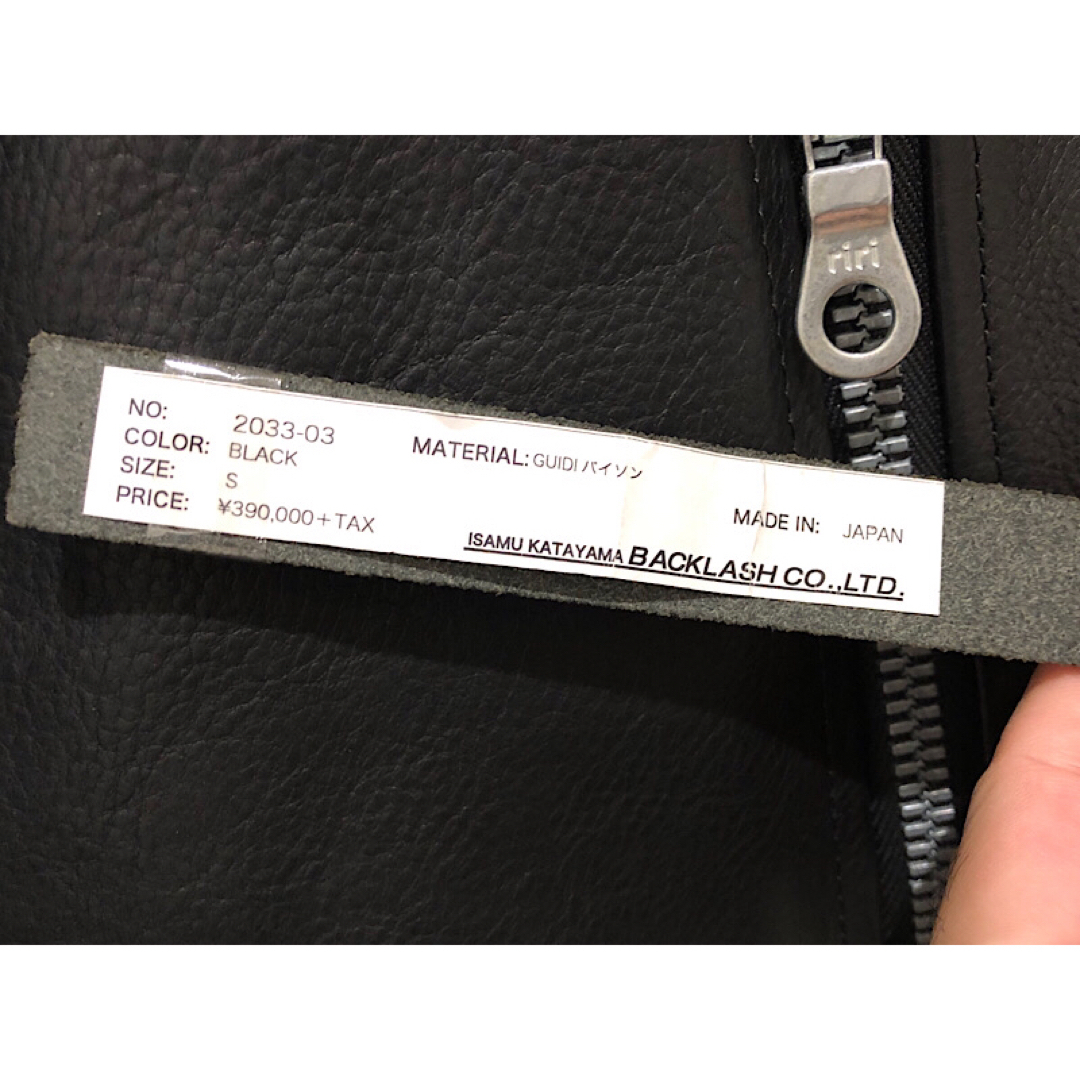 riri
NO: 2033-03
COLOR: BLACK
SIZE: S
PRICE: ¥390,000+TAX
MATERIAL: GUIDI バイソン
MADE IN: JAPAN
ISAMU KATAYAMA BACKLASH CO.,LTD.